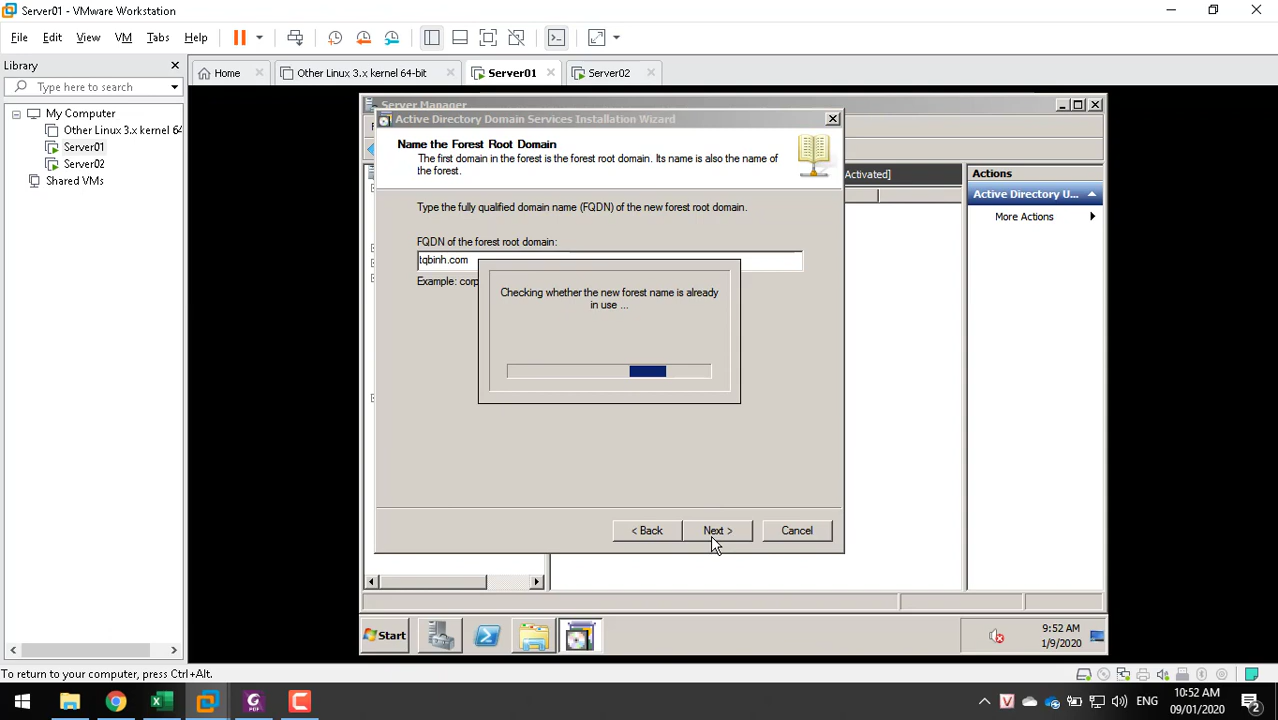 Server01 - VMware Workstation
File Edit View VM Tabs Help
Library
Type here to search
My Computer
Other Linux 3.x kernel 64
Server01
Server02
Shared VMs
Home
Other Linux 3.x kernel 64-bit
Server01
Server02
Server Manager
Active Directory Domain Services Installation Wizard
Name the Forest Root Domain
The first domain in the forest is the forest root domain. Its name is also the name of
the forest.
Type the fully qualified domain name (FQDN) of the new forest root domain.
FQDN of the forest root domain:
tqbinh.com
Example: corp
Checking whether the new forest name is already
in use ...
< Back Next > Cancel
Activated]
Actions
Active Directory U...
More Actions
Start
9:52 AM
1/9/2020
To return to your computer, press Ctrl+Alt.
ENG
10:52 AM
09/01/2020
2